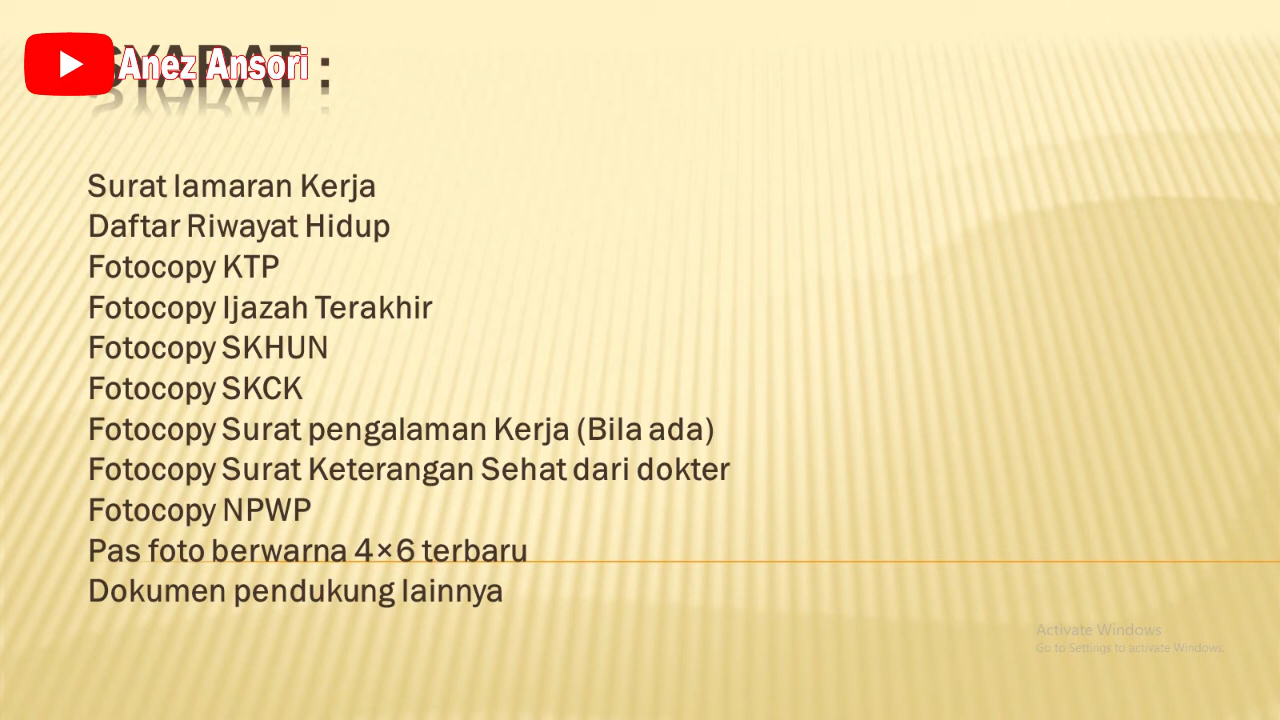 SYARAT :
Anez Ansori
Surat lamaran Kerja
Daftar Riwayat Hidup
Fotocopy KTP
Fotocopy Ijazah Terakhir
Fotocopy SKHUN
Fotocopy SKCK
Fotocopy Surat pengalaman Kerja (Bila ada)
Fotocopy Surat Keterangan Sehat dari dokter
Fotocopy NPWP
Pas foto berwarna 4×6 terbaru
Dokumen pendukung lainnya
Activate Windows
Go to Settings to activate Windows.